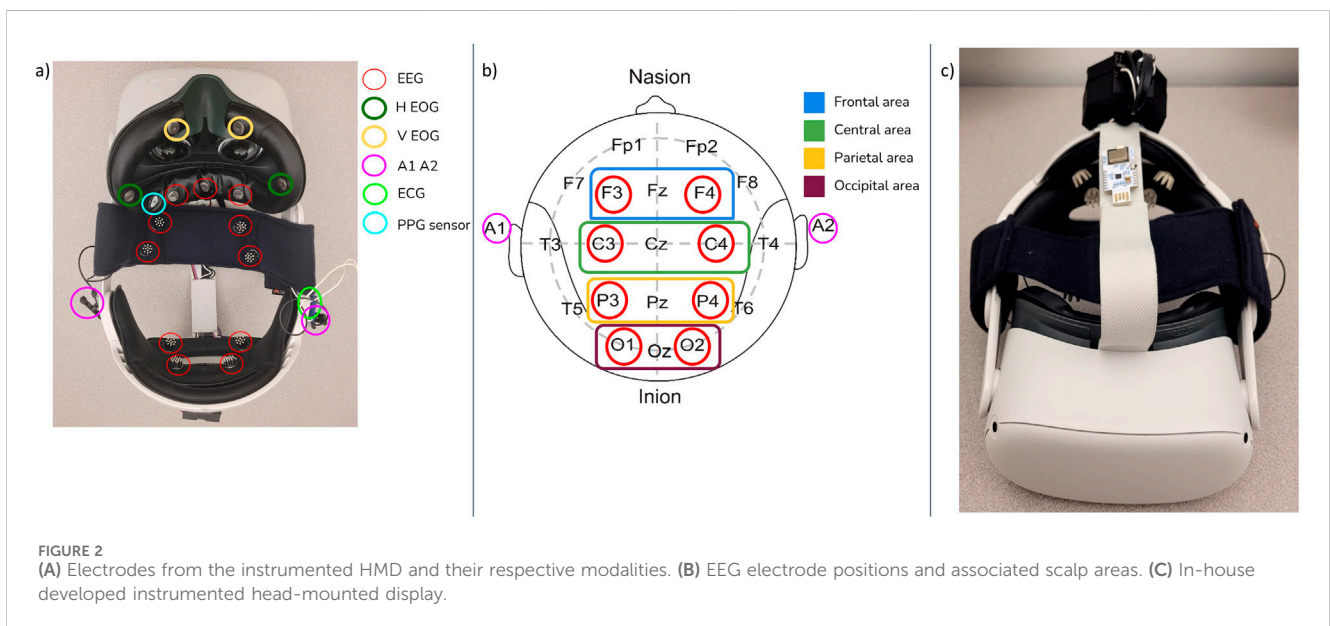 a)
EEG
H EOG
V EOG
A1 A2
ECG
PPG sensor
b)
Nasion
Fp1 Fp2
F7 F3 Fz F4 F8
A1 T3 C3 Cz C4 T4 A2
T5 P3 Pz P4 T6
O1 Oz O2
Inion
Frontal area
Central area
Parietal area
Occipital area
c)
FIGURE 2
(A) Electrodes from the instrumented HMD and their respective modalities. (B) EEG electrode positions and associated scalp areas. (C) In-house
developed instrumented head-mounted display.